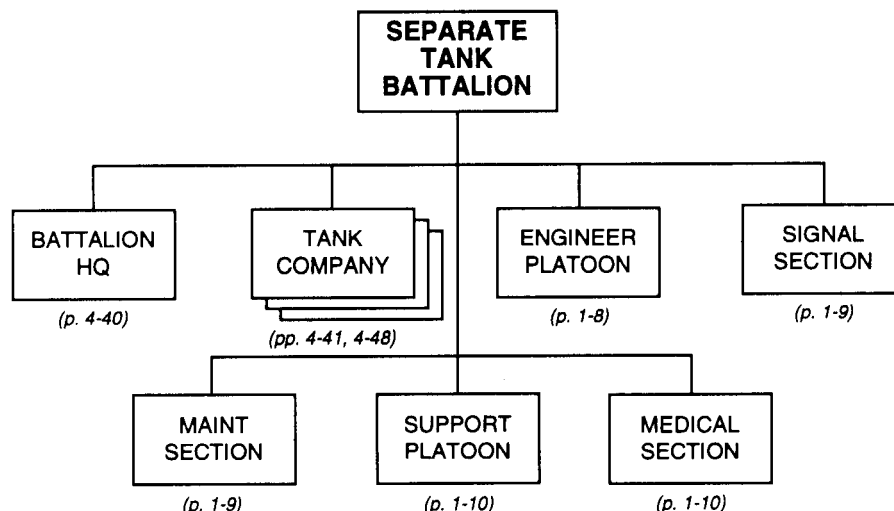 SEPARATE
TANK
BATTALION
BATTALION
HQ
(p. 4-40)
TANK
COMPANY
(pp. 4-41, 4-48)
ENGINEER
PLATOON
(p. 1-8)
SIGNAL
SECTION
(p. 1-9)
MAINT
SECTION
(p. 1-9)
SUPPORT
PLATOON
(p. 1-10)
MEDICAL
SECTION
(p. 1-10)